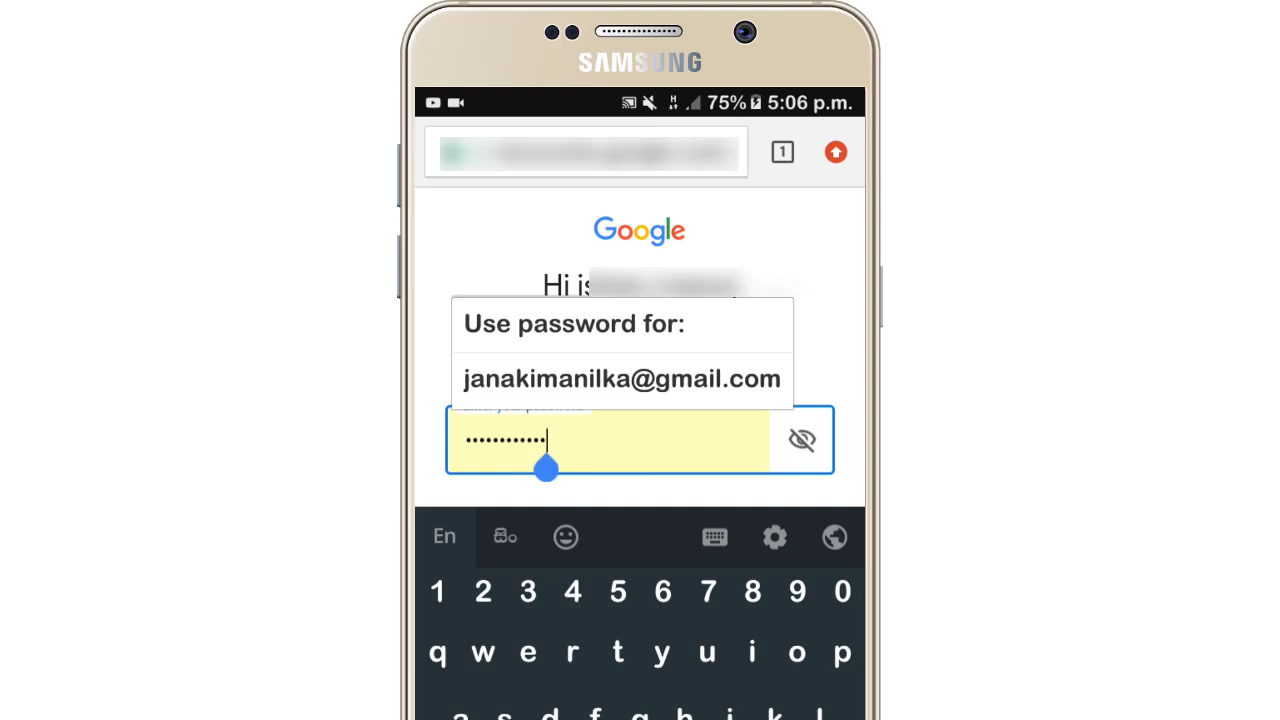 SAMSUNG
H 75% 5:06 p.m.
1
Google
Hi is
Use password for:
janakimanilka@gmail.com
••••••••••••
En සිං
1 2 3 4 5 6 7 8 9 0
q w e r t y u i o p
a s d f g h j k l